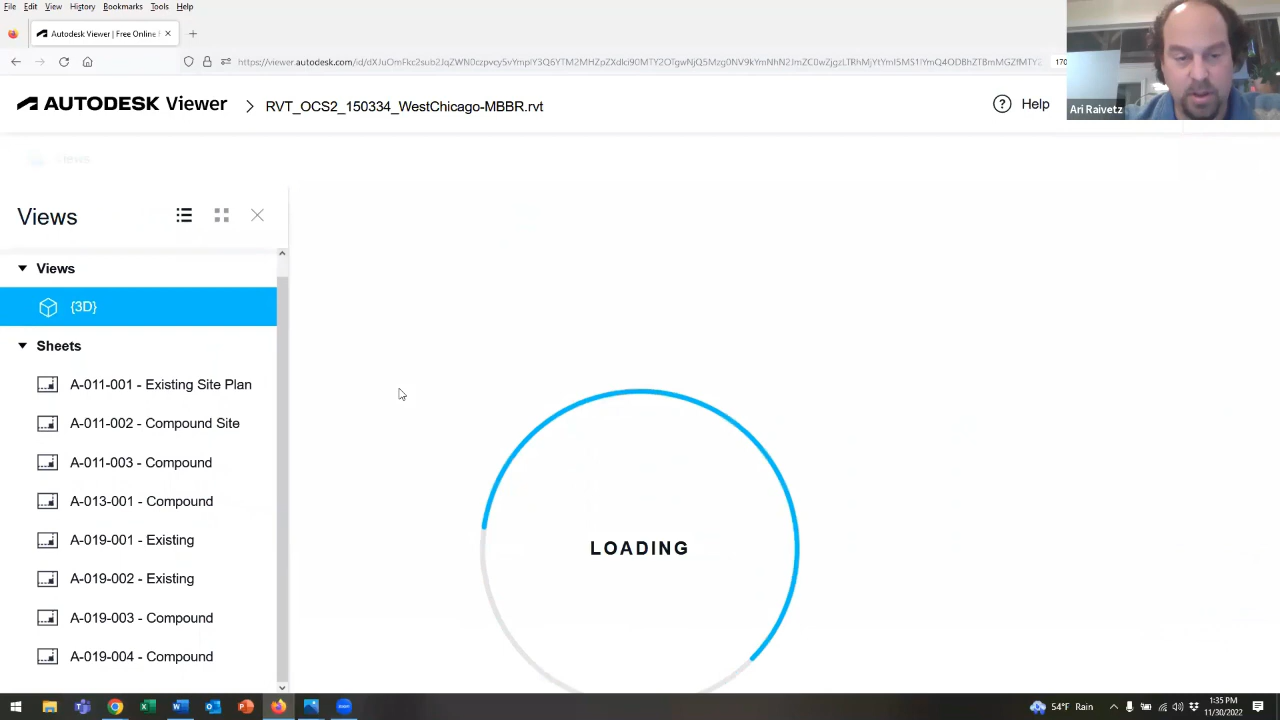 File Edit View History Bookmarks Tools Help
Autodesk Viewer | Free Online F
170
AUTODESK Viewer > RVT_OCS2_150334_WestChicago-MBBR.rvt
Help
Ari Raivetz
Views
Views
Views
{3D}
Sheets
A-011-001 - Existing Site Plan
A-011-002 - Compound Site
A-011-003 - Compound
A-013-001 - Compound
A-019-001 - Existing
A-019-002 - Existing
A-019-003 - Compound
A-019-004 - Compound
LOADING
54°F Rain
1:35 PM
11/30/2022